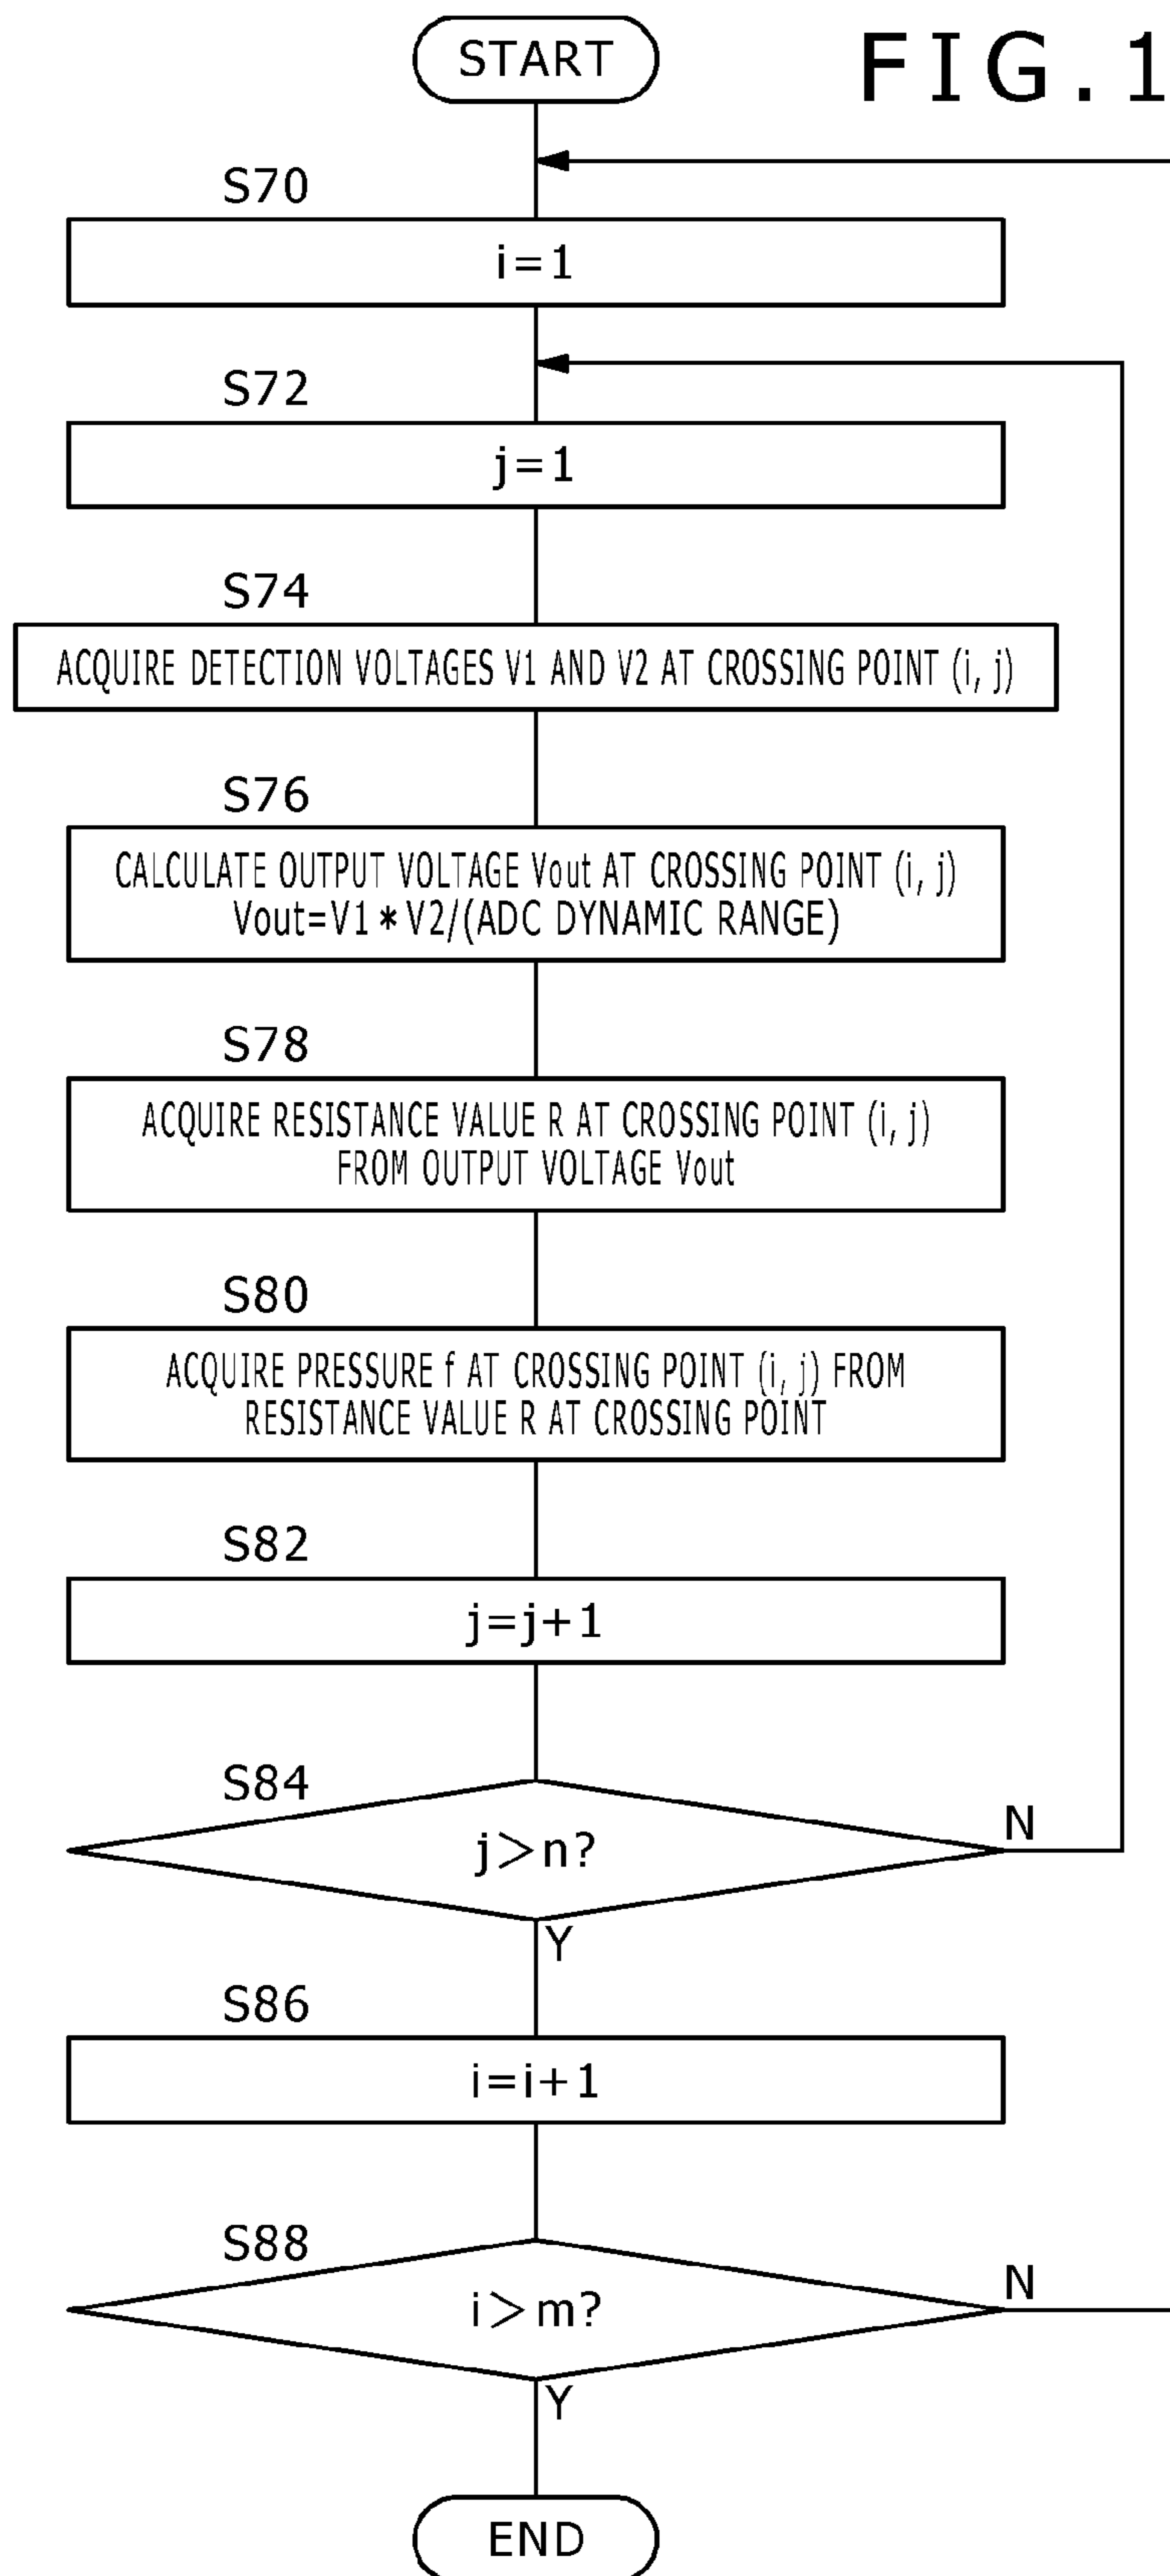 START
FIG.1
S70
i=1
S72
j=1
S74
ACQUIRE DETECTION VOLTAGES V1 AND V2 AT CROSSING POINT (i, j)
S76
CALCULATE OUTPUT VOLTAGE Vout AT CROSSING POINT (i, j)
Vout=V1*V2/(ADC DYNAMIC RANGE)
S78
ACQUIRE RESISTANCE VALUE R AT CROSSING POINT (i, j)
FROM OUTPUT VOLTAGE Vout
S80
ACQUIRE PRESSURE f AT CROSSING POINT (i, j) FROM
RESISTANCE VALUE R AT CROSSING POINT
S82
j=j+1
S84
j>n?
N
Y
S86
i=i+1
S88
i>m?
N
Y
END